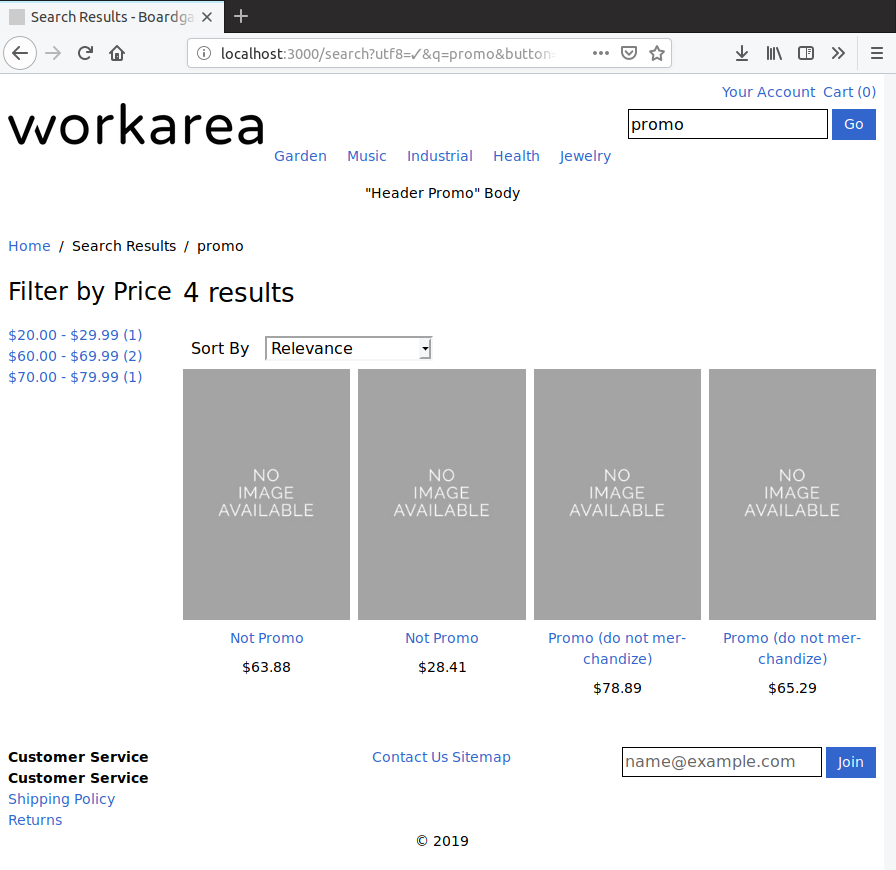 Search Results - Boardga
localhost:3000/search?utf8=✓&q=promo&button=
Your Account Cart (0)
workarea
promo Go
Garden Music Industrial Health Jewelry
"Header Promo" Body
Home / Search Results / promo
Filter by Price
$20.00 - $29.99 (1)
$60.00 - $69.99 (2)
$70.00 - $79.99 (1)
4 results
Sort By Relevance
NO
IMAGE
AVAILABLE
Not Promo
$63.88
NO
IMAGE
AVAILABLE
Not Promo
$28.41
NO
IMAGE
AVAILABLE
Promo (do not mer-
chandize)
$78.89
NO
IMAGE
AVAILABLE
Promo (do not mer-
chandize)
$65.29
Customer Service
Customer Service
Shipping Policy
Returns
Contact Us Sitemap
name@example.com Join
© 2019